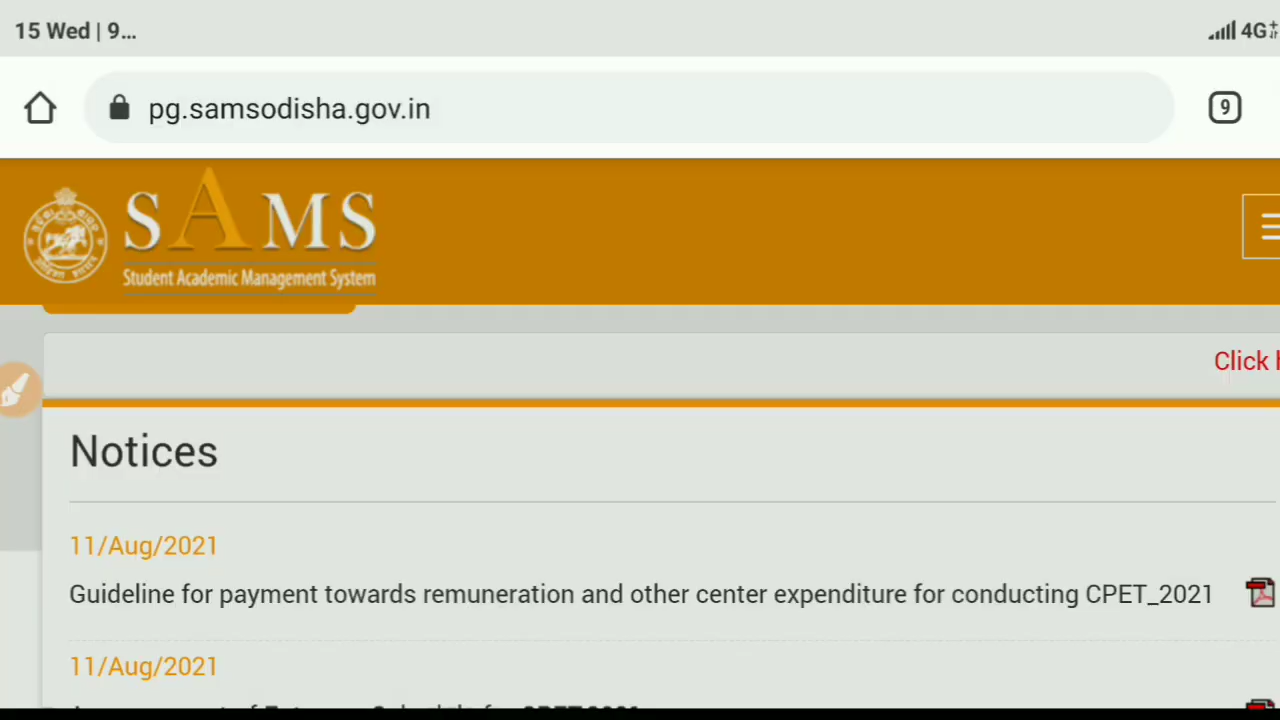 15 Wed | 9...
4G+
pg.samsodisha.gov.in
9
SAMS
Student Academic Management System
Click
Notices
11/Aug/2021
Guideline for payment towards remuneration and other center expenditure for conducting CPET_2021
11/Aug/2021